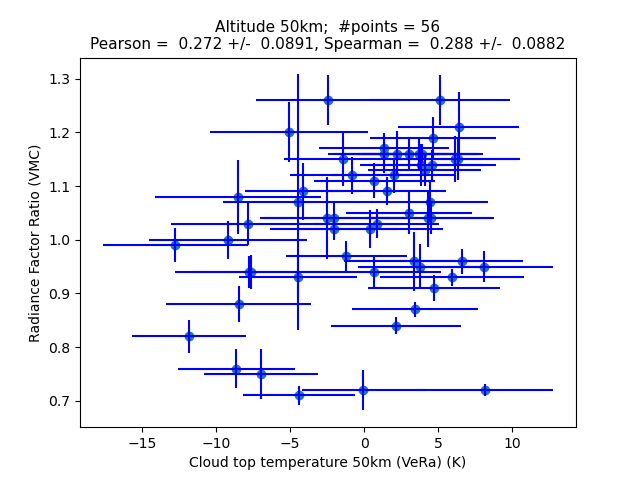 Altitude 50km;  #points = 56
Pearson =  0.272 +/-  0.0891, Spearman =  0.288 +/-  0.0882
Radiance Factor Ratio (VMC)
1.3
1.2
1.1
1.0
0.9
0.8
0.7
−15 −10 −5 0 5 10
Cloud top temperature 50km (VeRa) (K)